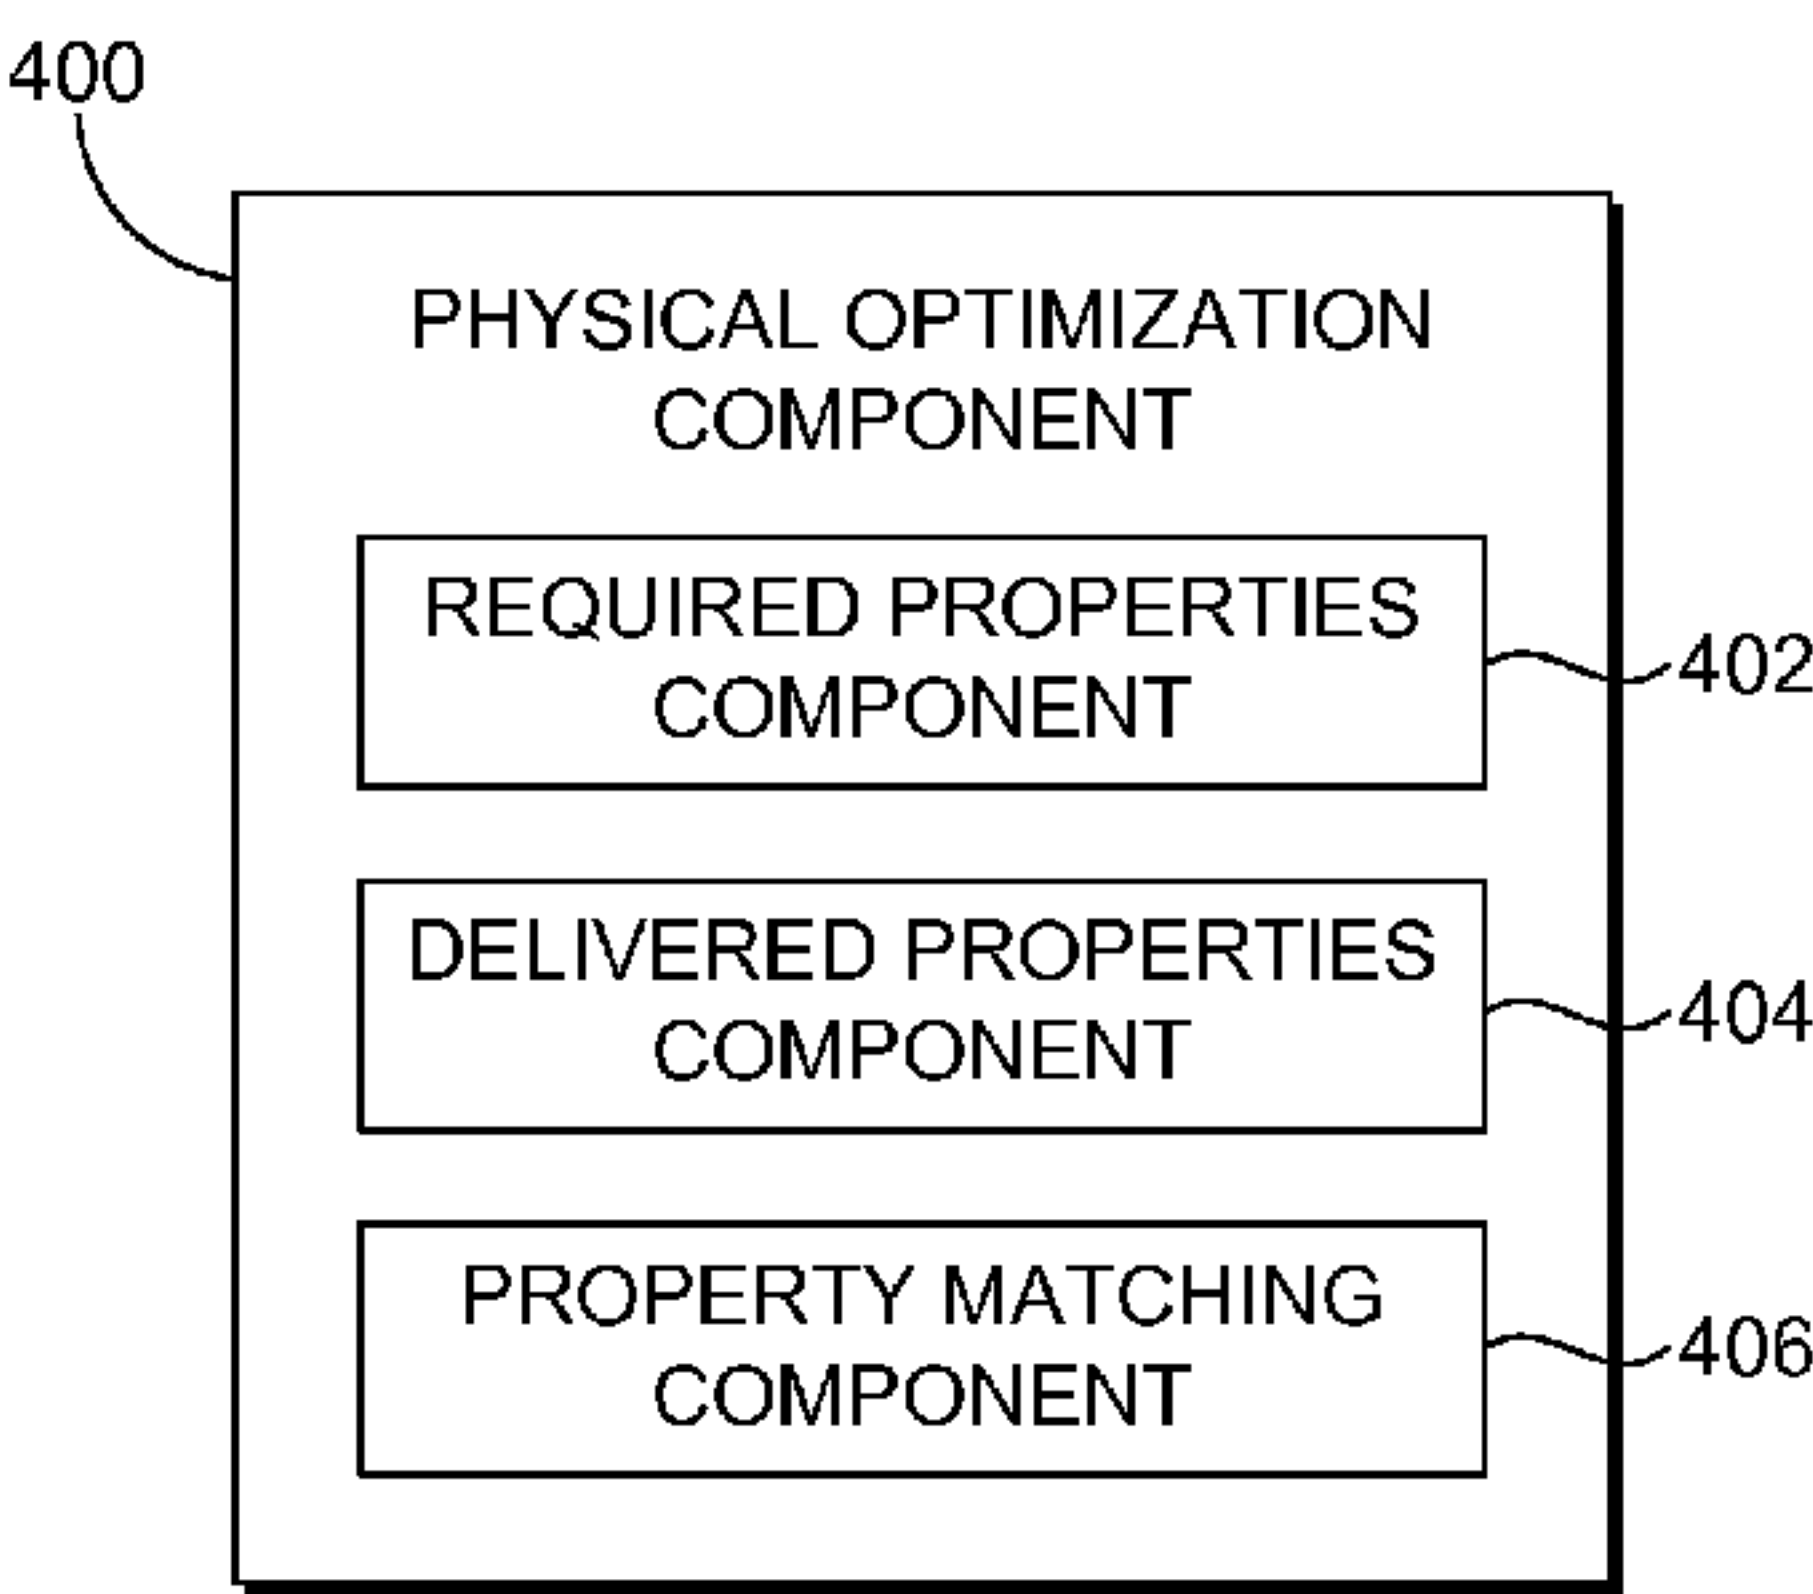 400
PHYSICAL OPTIMIZATION
COMPONENT
REQUIRED PROPERTIES
COMPONENT
402
DELIVERED PROPERTIES
COMPONENT
404
PROPERTY MATCHING
COMPONENT
406